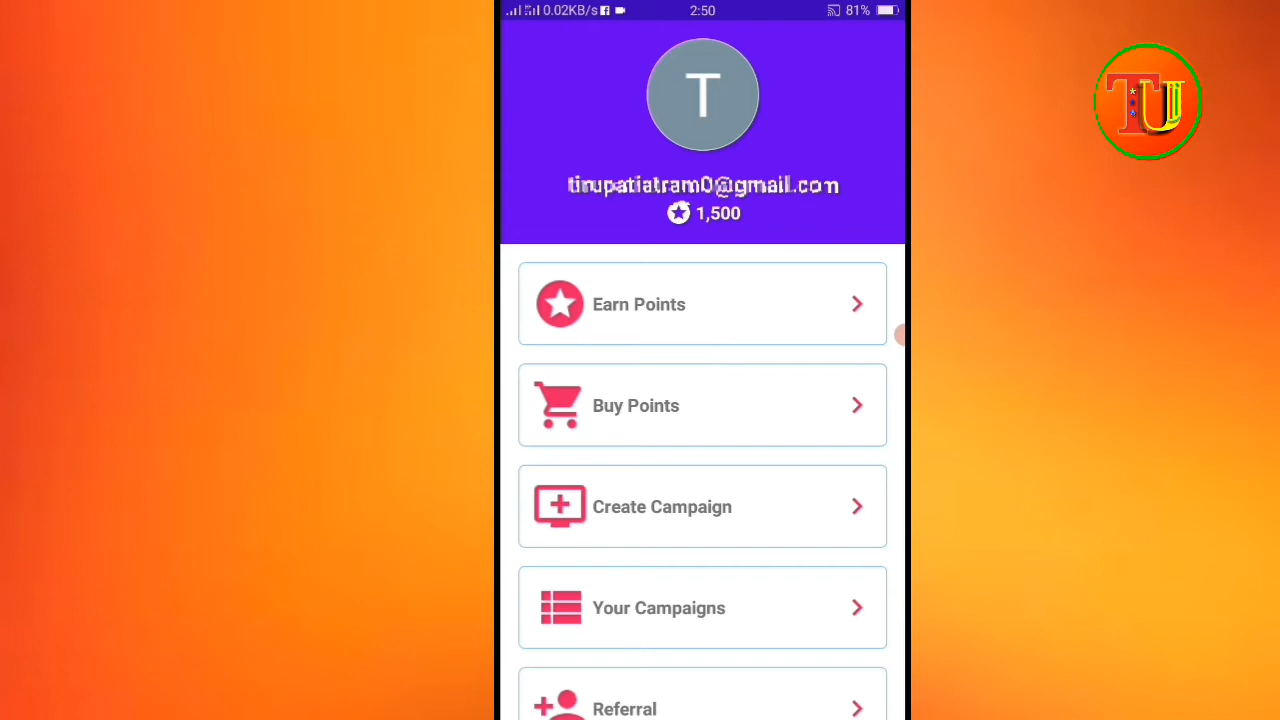 0.02KB/s 2:50 81%
TU
T
tirupatiatram0@gmail.com
1,500
Earn Points
Buy Points
Create Campaign
Your Campaigns
Referral